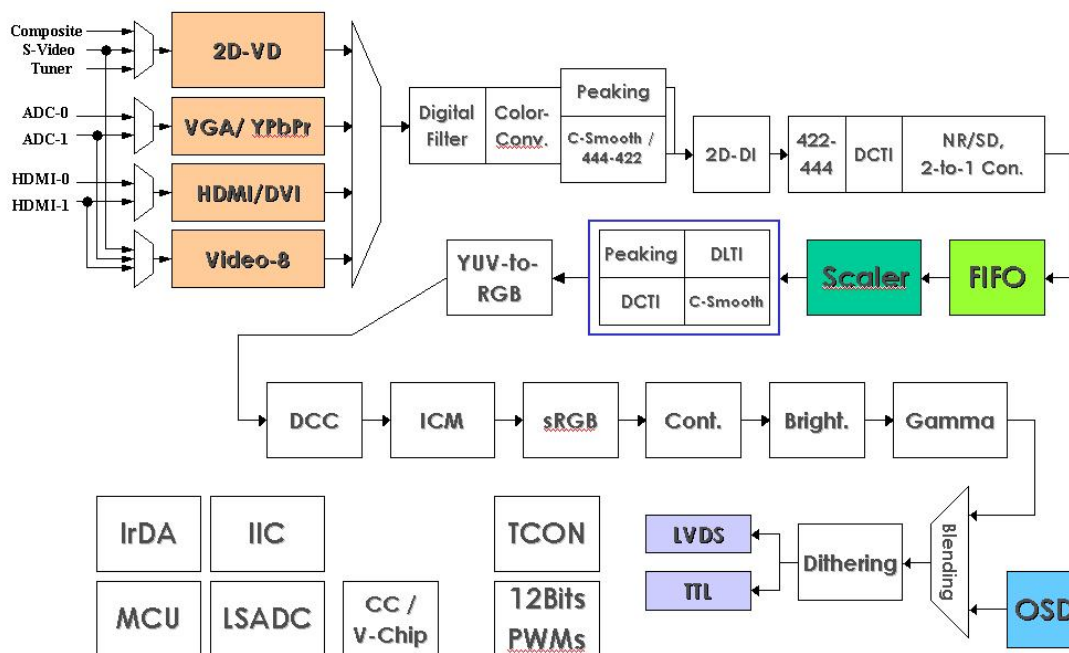 Composite
S-Video
Tuner
2D-VD
ADC-0
ADC-1
VGA/ YPbPr
HDMI-0
HDMI-1
HDMI/DVI
Video-8
Digital
Filter
Color-
Conv.
Peaking
C-Smooth /
444-422
2D-DI
422-
444
DCTI
NR/SD,
2-to-1 Con.
YUV-to-
RGB
Peaking
DLTI
DCTI
C-Smooth
Scaler
FIFO
DCC
ICM
sRGB
Cont.
Bright.
Gamma
IrDA
IIC
TCON
LVDS
TTL
Dithering
Blending
OSD
MCU
LSADC
CC /
V-Chip
12Bits
PWMs